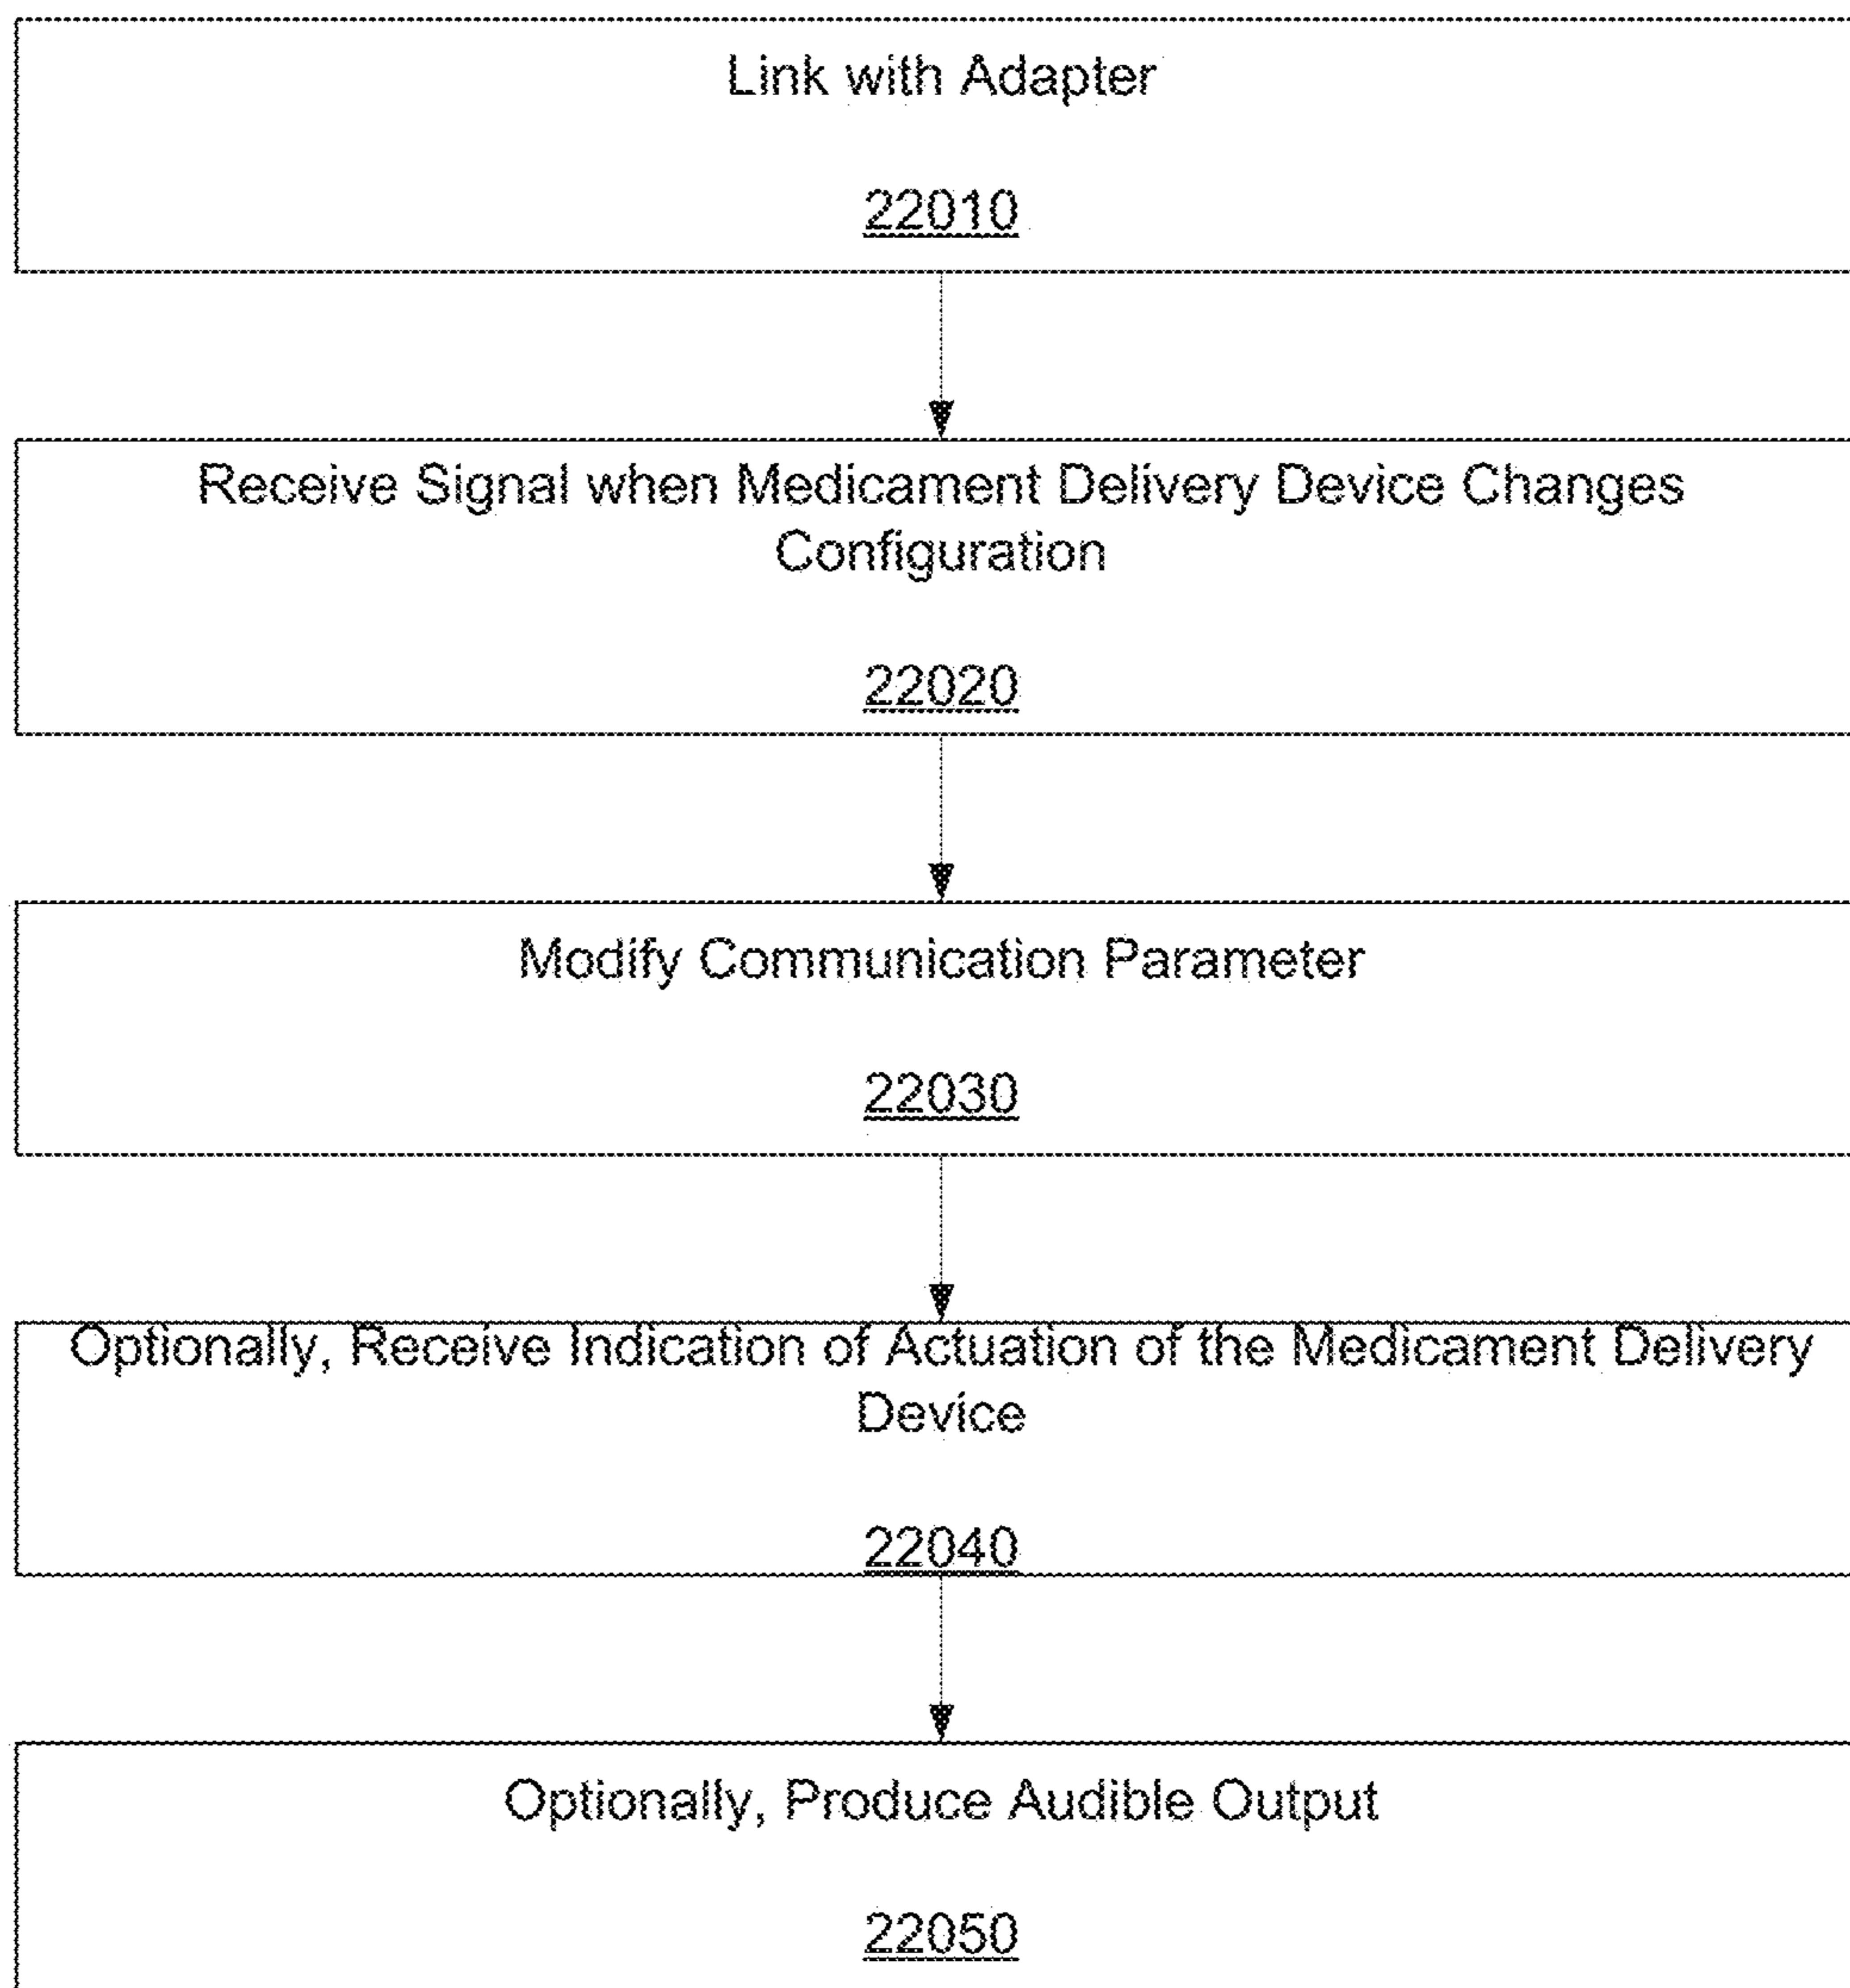 Link with Adapter
22010
Receive Signal when Medicament Delivery Device Changes
Configuration
22020
Modify Communication Parameter
22030
Optionally, Receive Indication of Actuation of the Medicament Delivery
Device
22040
Optionally, Produce Audible Output
22050